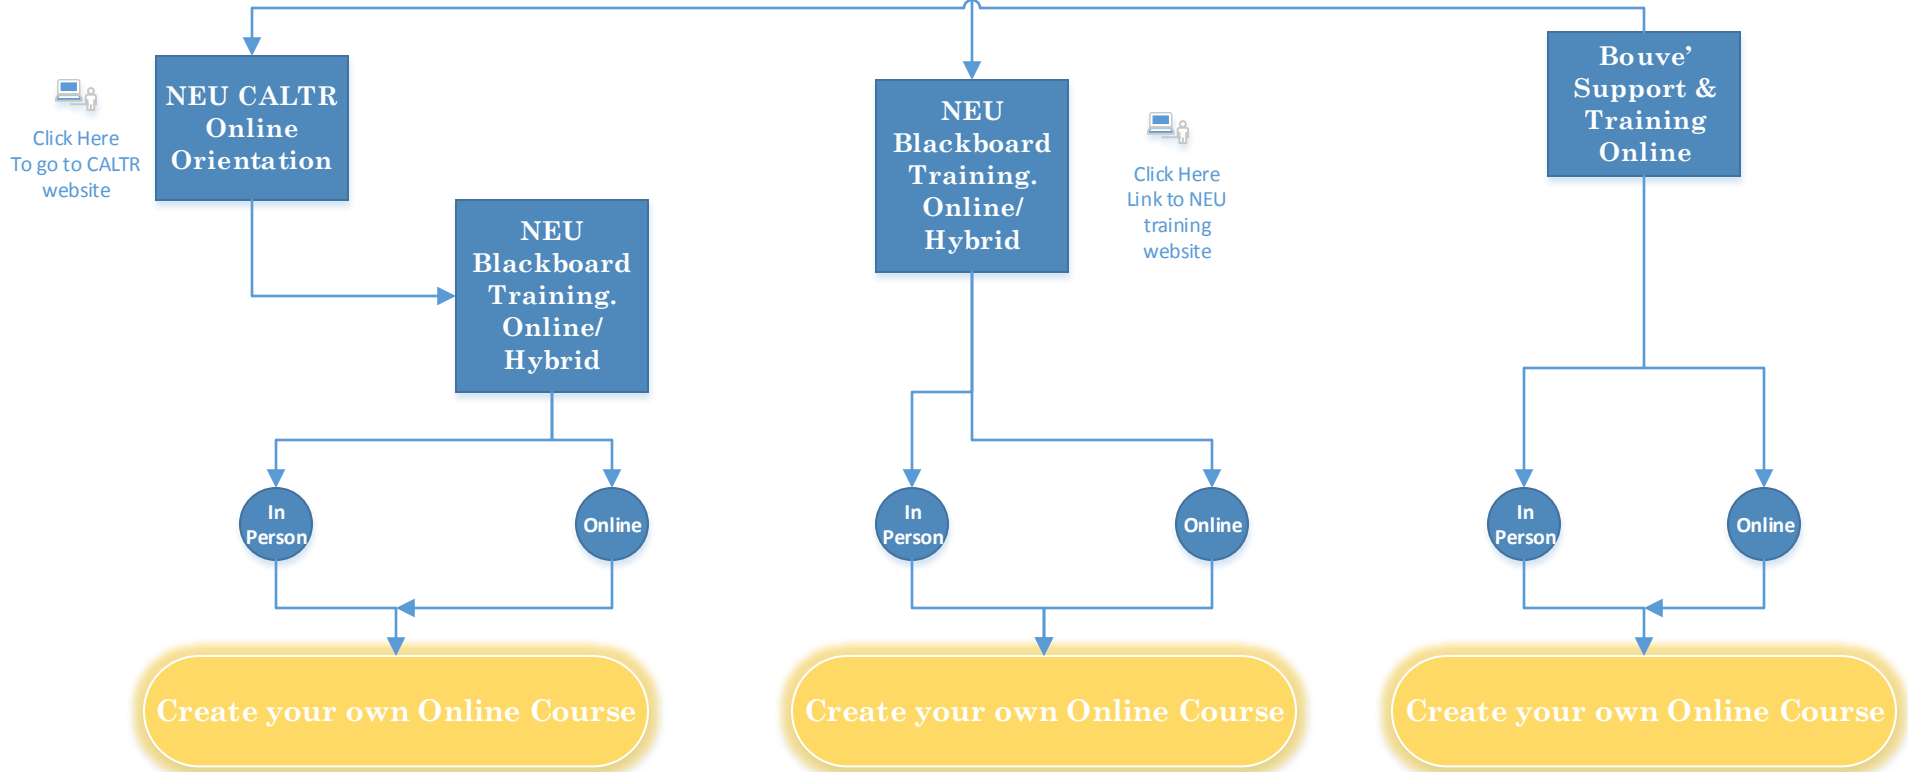 NEU CALTR
Online
Orientation
Click Here
To go to CALTR
website
NEU
Blackboard
Training.
Online/
Hybrid
In
Person
Online
Create your own Online Course
NEU
Blackboard
Training.
Online/
Hybrid
Click Here
Link to NEU
training
website
In
Person
Online
Create your own Online Course
Bouve’
Support &
Training
Online
In
Person
Online
Create your own Online Course